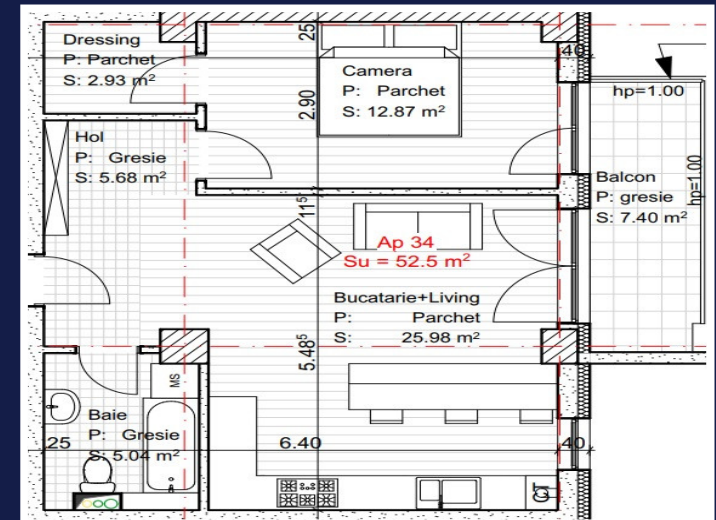 Dressing
P: Parchet
S: 2.93 m²
25
40
Camera
P: Parchet
S: 12.87 m²
2.90
hp=1.00
Hol
P: Gresie
S: 5.68 m²
Balcon
P: gresie
S: 7.40 m²
hp=1.00
11⁵
Ap 34
Su = 52.5 m²
Bucatarie+Living
P: Parchet
S: 25.98 m²
5.48⁵
MS
Baie
P: Gresie
S: 5.04 m²
25
6.40
40